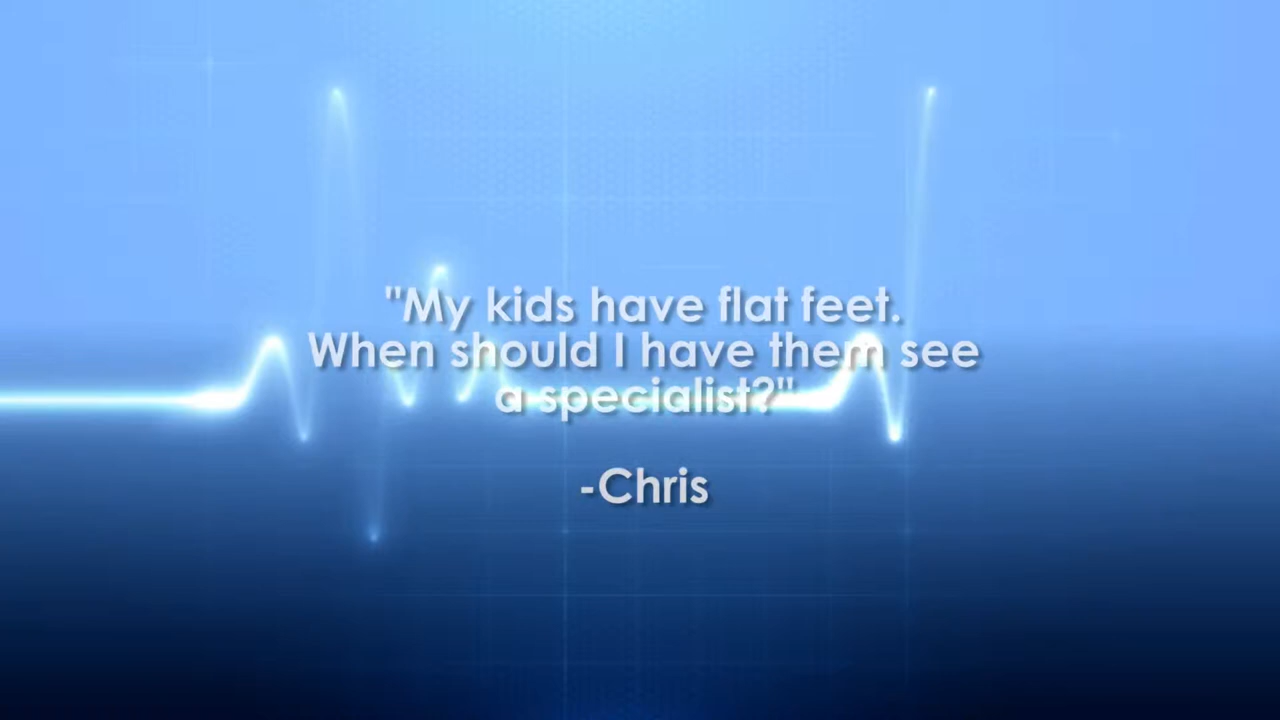 "My kids have flat feet.
When should I have them see
a specialist?"
-Chris